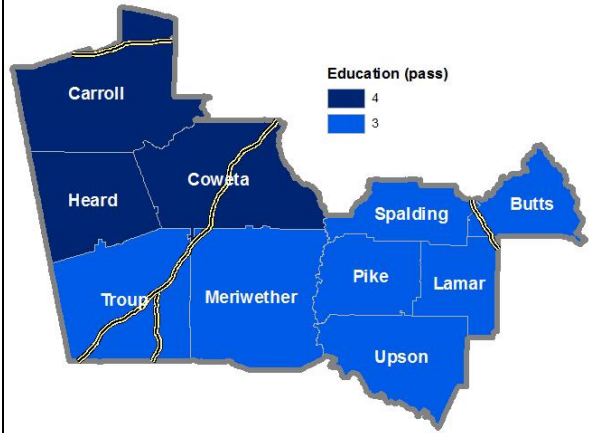 Education (pass)
4
3
Carroll
Coweta
Heard
Spalding
Butts
Troup
Meriwether
Pike
Lamar
Upson